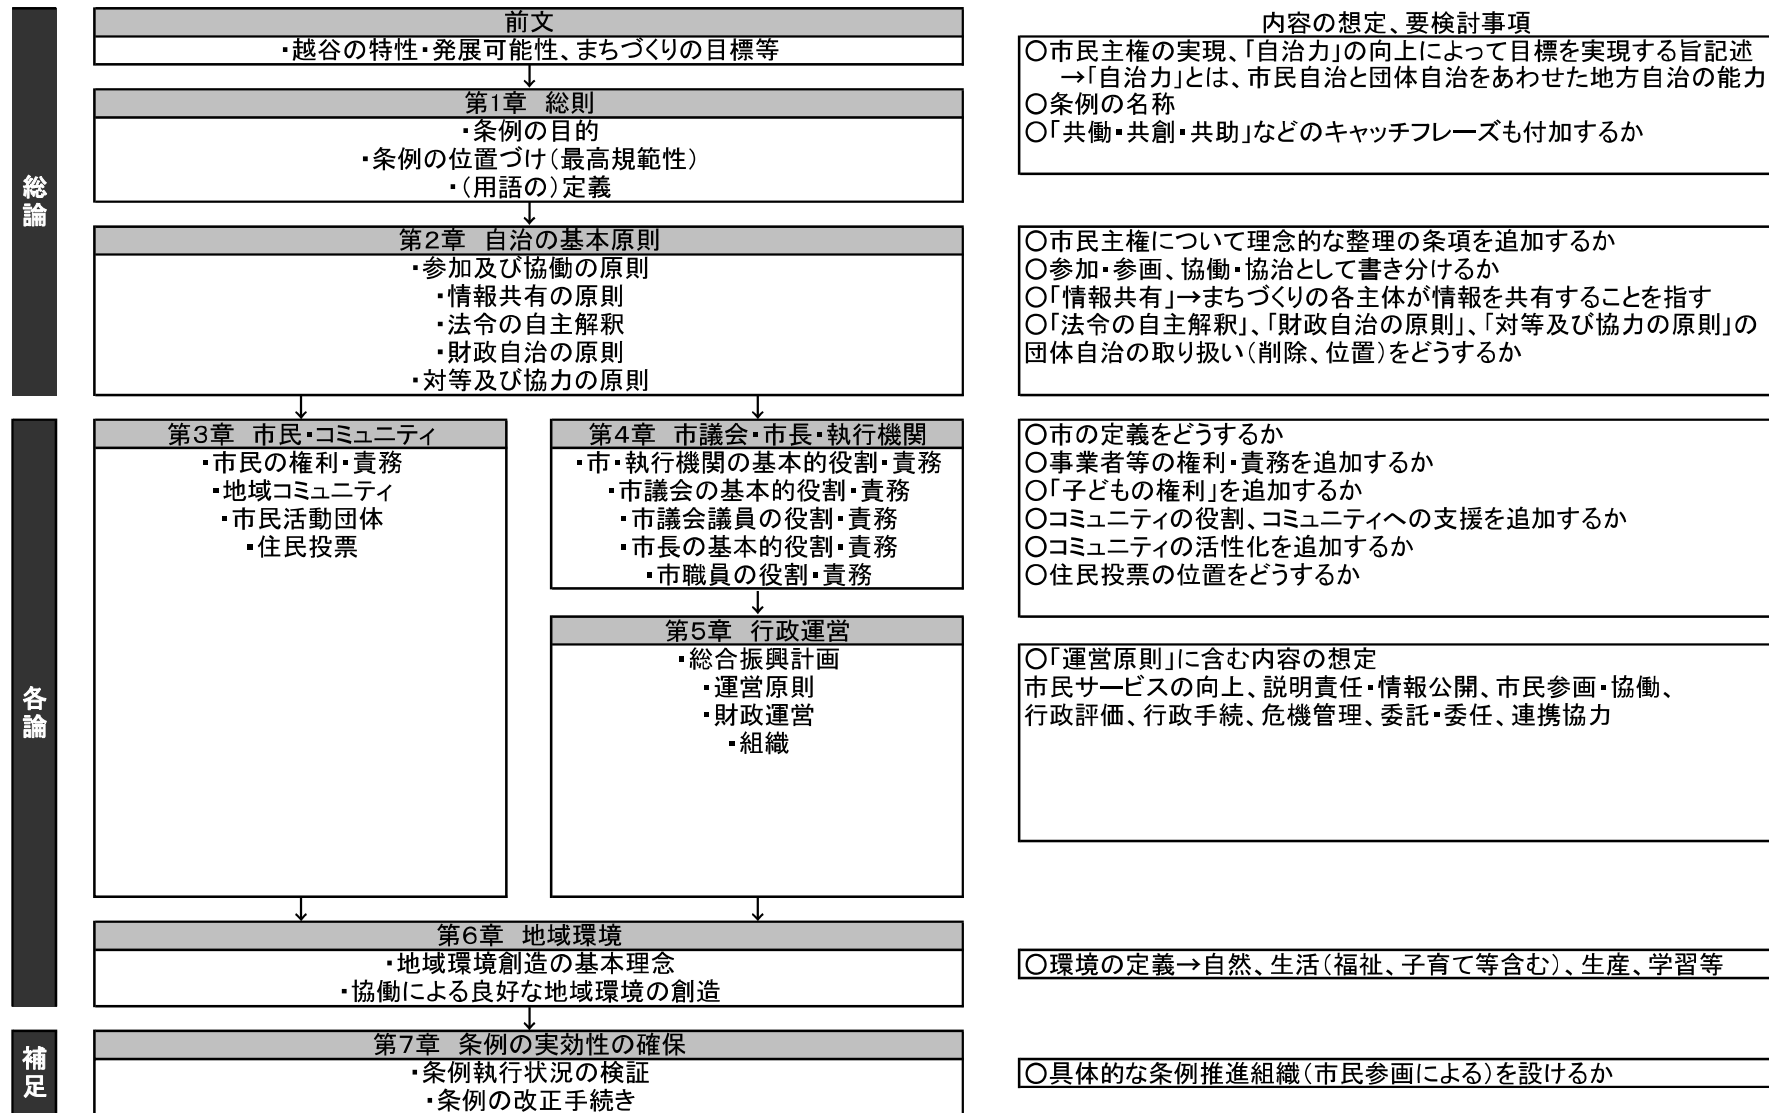 総論
前文
・越谷の特性・発展可能性、まちづくりの目標等
第1章 総則
・条例の目的
・条例の位置づけ(最高規範性)
・(用語の)定義
第2章 自治の基本原則
・参加及び協働の原則
・情報共有の原則
・法令の自主解釈
・財政自治の原則
・対等及び協力の原則
内容の想定、要検討事項
○市民主権の実現、「自治力」の向上によって目標を実現する旨記述
→「自治力」とは、市民自治と団体自治をあわせた地方自治の能力
○条例の名称
○「共働・共創・共助」などのキャッチフレーズも付加するか
○市民主権について理念的な整理の条項を追加するか
○参加・参画、協働・協治として書き分けるか
○「情報共有」→まちづくりの各主体が情報を共有することを指す
○「法令の自主解釈」、「財政自治の原則」、「対等及び協力の原則」の
団体自治の取り扱い(削除、位置)をどうするか
各論
第3章 市民・コミュニティ
・市民の権利・責務
・地域コミュニティ
・市民活動団体
・住民投票
第4章 市議会・市長・執行機関
・市・執行機関の基本的役割・責務
・市議会の基本的役割・責務
・市議会議員の役割・責務
・市長の基本的役割・責務
・市職員の役割・責務
第5章 行政運営
・総合振興計画
・運営原則
・財政運営
・組織
○市の定義をどうするか
○事業者等の権利・責務を追加するか
○「子どもの権利」を追加するか
○コミュニティの役割、コミュニティへの支援を追加するか
○コミュニティの活性化を追加するか
○住民投票の位置をどうするか
○「運営原則」に含む内容の想定
市民サービスの向上、説明責任・情報公開、市民参画・協働、
行政評価、行政手続、危機管理、委託・委任、連携協力
第6章 地域環境
・地域環境創造の基本理念
・協働による良好な地域環境の創造
○環境の定義→自然、生活(福祉、子育て等含む)、生産、学習等
補足
第7章 条例の実効性の確保
・条例執行状況の検証
・条例の改正手続き
○具体的な条例推進組織(市民参画による)を設けるか